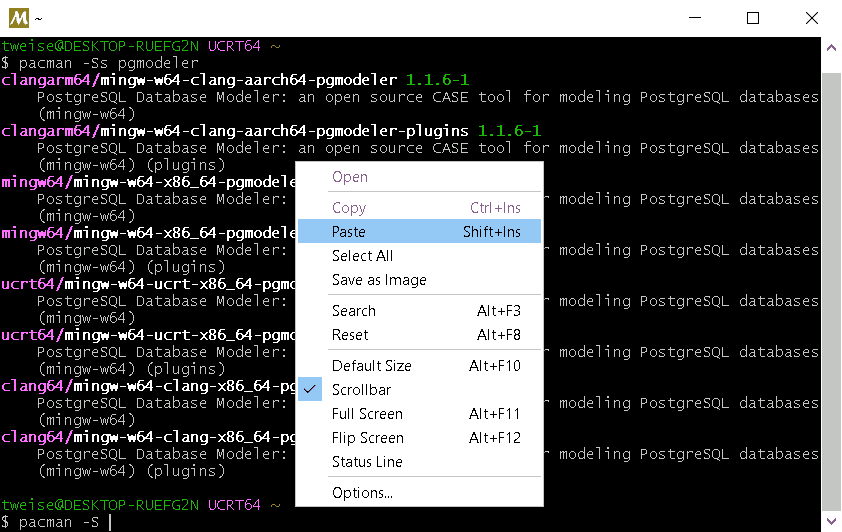 M ~
tweise@DESKTOP-RUEFG2N UCRT64 ~
$ pacman -Ss pgmodeler
clangarm64/mingw-w64-clang-aarch64-pgmodeler 1.1.6-1
PostgreSQL Database Modeler: an open source CASE tool for modeling PostgreSQL databases
(mingw-w64)
clangarm64/mingw-w64-clang-aarch64-pgmodeler-plugins 1.1.6-1
PostgreSQL Database Modeler: an open source CASE tool for modeling PostgreSQL databases
(mingw-w64) (plugins)
mingw64/mingw-w64-x86_64-pgmodele
PostgreSQL Database Modeler: r modeling PostgreSQL databases
(mingw-w64)
mingw64/mingw-w64-x86_64-pgmodele
PostgreSQL Database Modeler: r modeling PostgreSQL databases
(mingw-w64) (plugins)
ucrt64/mingw-w64-ucrt-x86_64-pgmo
PostgreSQL Database Modeler: r modeling PostgreSQL databases
(mingw-w64)
ucrt64/mingw-w64-ucrt-x86_64-pgmo
PostgreSQL Database Modeler: r modeling PostgreSQL databases
(mingw-w64) (plugins)
clang64/mingw-w64-clang-x86_64-pg
PostgreSQL Database Modeler: r modeling PostgreSQL databases
(mingw-w64)
clang64/mingw-w64-clang-x86_64-pg
PostgreSQL Database Modeler: r modeling PostgreSQL databases
(mingw-w64) (plugins)
tweise@DESKTOP-RUEFG2N UCRT64 ~
$ pacman -S
Open
Copy Ctrl+Ins
Paste Shift+Ins
Select All
Save as Image
Search Alt+F3
Reset Alt+F8
Default Size Alt+F10
Scrollbar
Full Screen Alt+F11
Flip Screen Alt+F12
Status Line
Options...